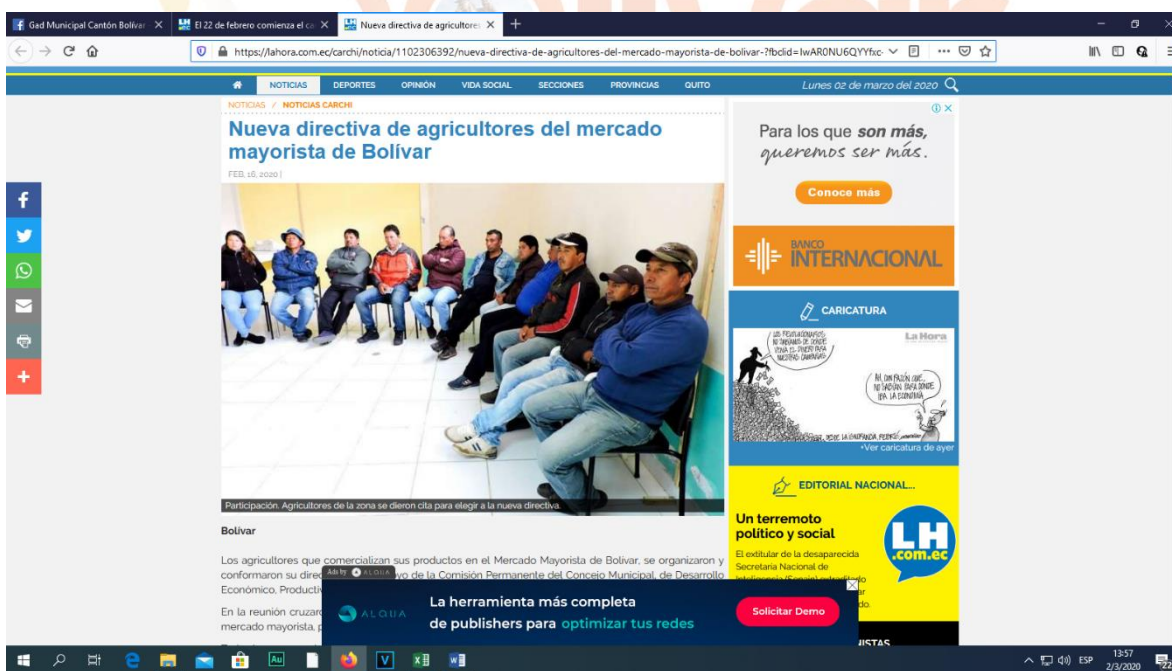 Gad Municipal Cantón Bolívar
El 22 de febrero comienza el ca
Nueva directiva de agricultores
https://lahora.com.ec/carchi/noticia/1102306392/nueva-directiva-de-agricultores-del-mercado-mayorista-de-bolivar-?fbclid=IwAR0NU6QYYfxc-
NOTICIAS DEPORTES OPINIÓN VIDA SOCIAL SECCIONES PROVINCIAS QUITO
Lunes 02 de marzo del 2020
NOTICIAS / NOTICIAS CARCHI
Nueva directiva de agricultores del mercado
mayorista de Bolívar
FEB, 16, 2020 |
Participación. Agricultores de la zona se dieron cita para elegir a la nueva directiva.
Bolívar
Los agricultores que comercializan sus productos en el Mercado Mayorista de Bolívar, se organizaron y
conformaron su direc yo de la Comisión Permanente del Concejo Municipal, de Desarrollo
Económico, Productiv
En la reunión cruzaro
mercado mayorista, p
Para los que son más,
queremos ser más.
Conoce más
BANCO
INTERNACIONAL
CARICATURA
La Hora
+Ver caricatura de ayer
EDITORIAL NACIONAL...
Un terremoto
político y social
El extitular de la desaparecida
Secretaría Nacional de
LH
.com.ec
Ads by ALQUA
ALQUA
La herramienta más completa
de publishers para optimizar tus redes
Solicitar Demo
ESP
13:57
2/3/2020